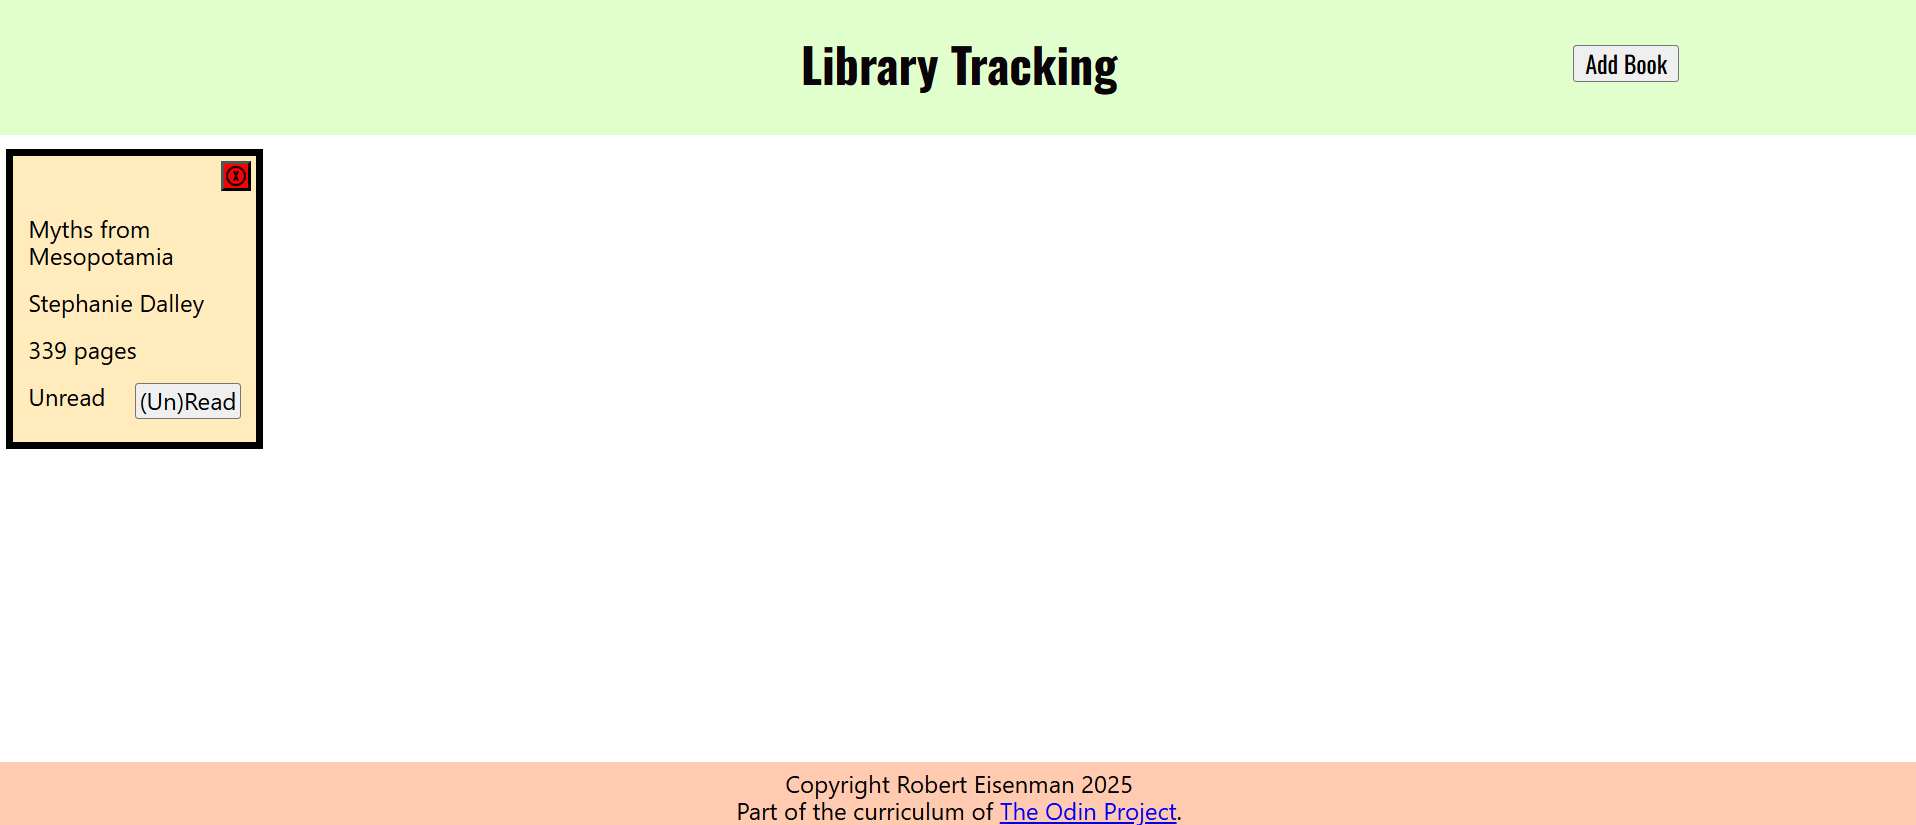 Library Tracking
Add Book
ⓧ
Myths from
Mesopotamia
Stephanie Dalley
339 pages
Unread
(Un)Read
Copyright Robert Eisenman 2025
Part of the curriculum of The Odin Project.